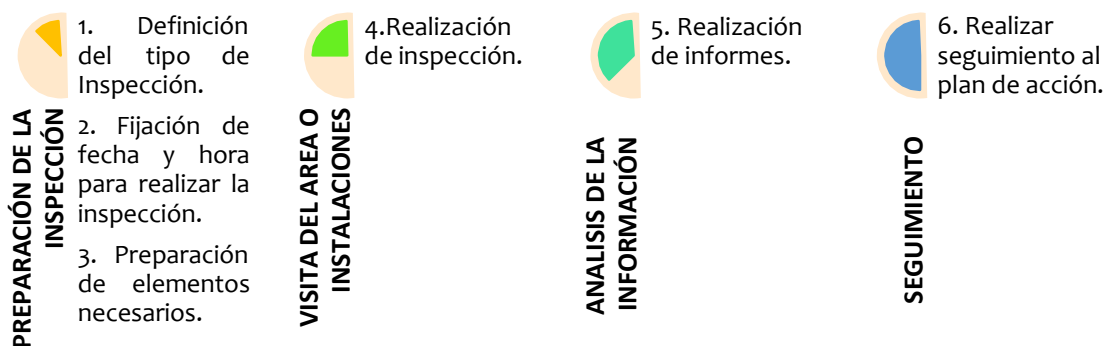 PREPARACIÓN DE LA
INSPECCIÓN
1. Definición
del tipo de
Inspección.
2. Fijación de
fecha y hora
para realizar la
inspección.
3. Preparación
de elementos
necesarios.
VISITA DEL AREA O
INSTALACIONES
4.Realización
de inspección.
ANALISIS DE LA
INFORMACIÓN
5. Realización
de informes.
SEGUIMIENTO
6. Realizar
seguimiento al
plan de acción.